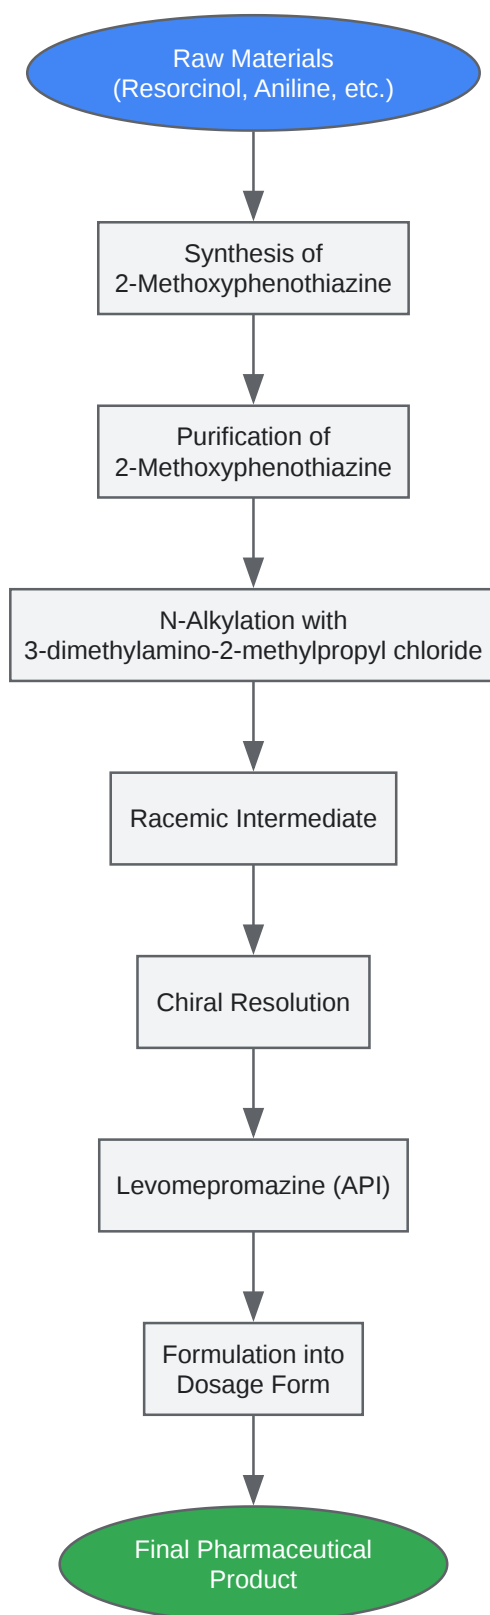 Raw Materials
(Resorcinol, Aniline, etc.)
Synthesis of
2-Methoxyphenothiazine
Purification of
2-Methoxyphenothiazine
N-Alkylation with
3-dimethylamino-2-methylpropyl chloride
Racemic Intermediate
Chiral Resolution
Levomepromazine (API)
Formulation into
Dosage Form
Final Pharmaceutical
Product